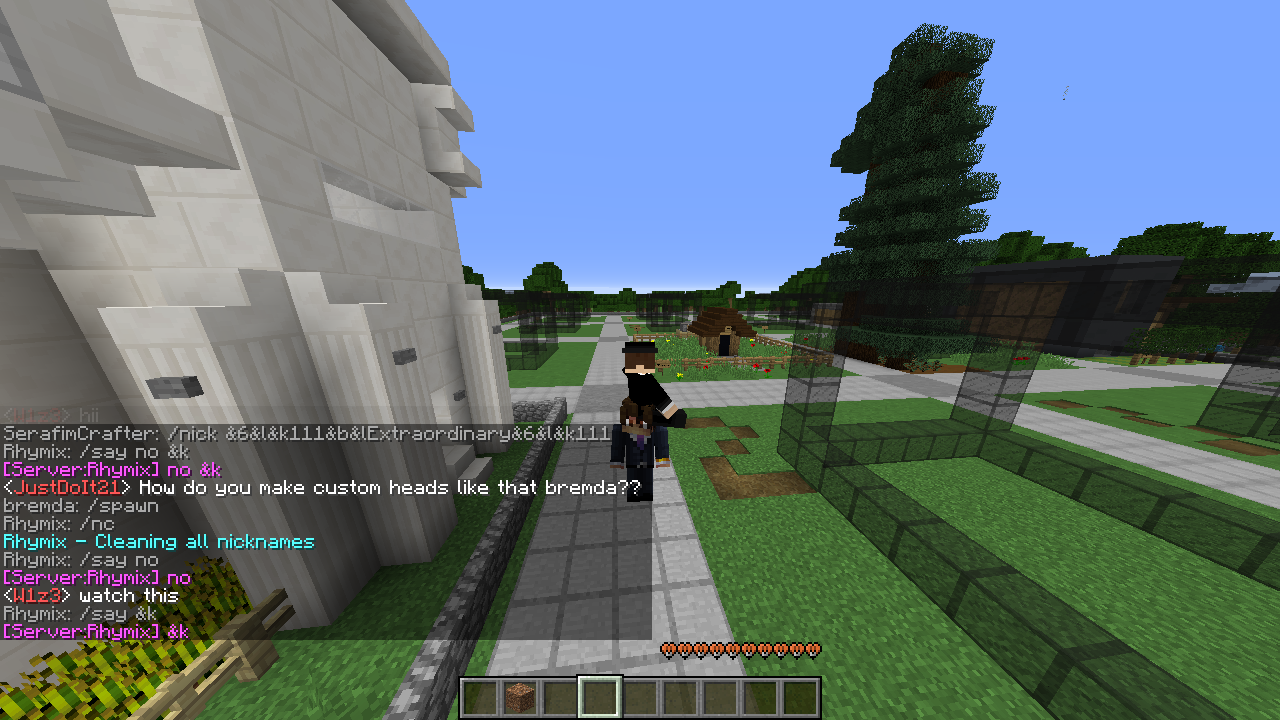 <W1z3> hii
SerafimCrafter: /nick &6&l&k111&b&lExtraordinary&6&l&k111
Rhymix: /say no &k
[Server:Rhymix] no &k
<JustDoIt21> How do you make custom heads like that bremda??
bremda: /spawn
Rhymix: /nc
Rhymix - Cleaning all nicknames
Rhymix: /say no
[Server:Rhymix] no
<W1z3> watch this
Rhymix: /say &k
[Server:Rhymix] &k